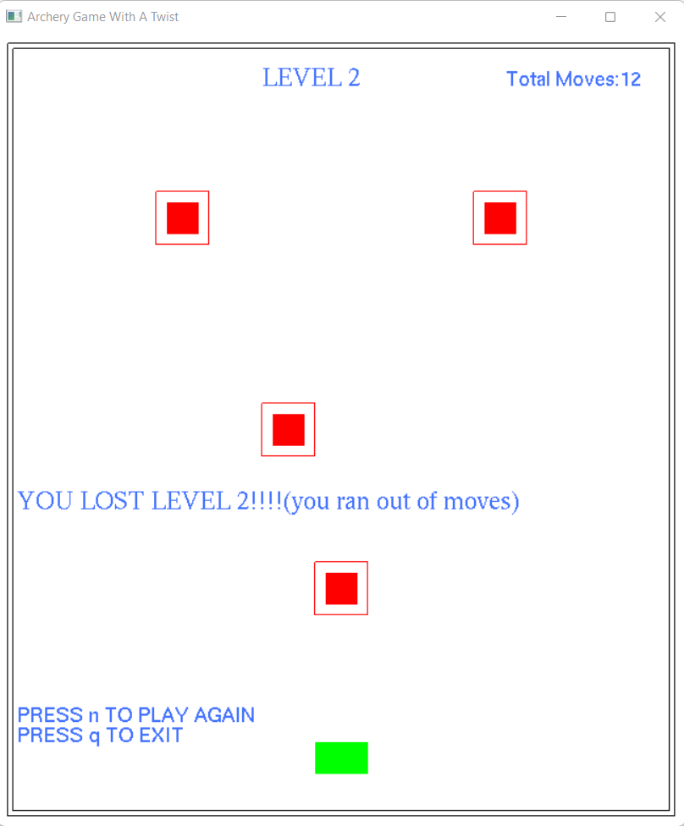 Archery Game With A Twist
LEVEL 2
Total Moves:12
YOU LOST LEVEL 2!!!!(you ran out of moves)
PRESS n TO PLAY AGAIN
PRESS q TO EXIT